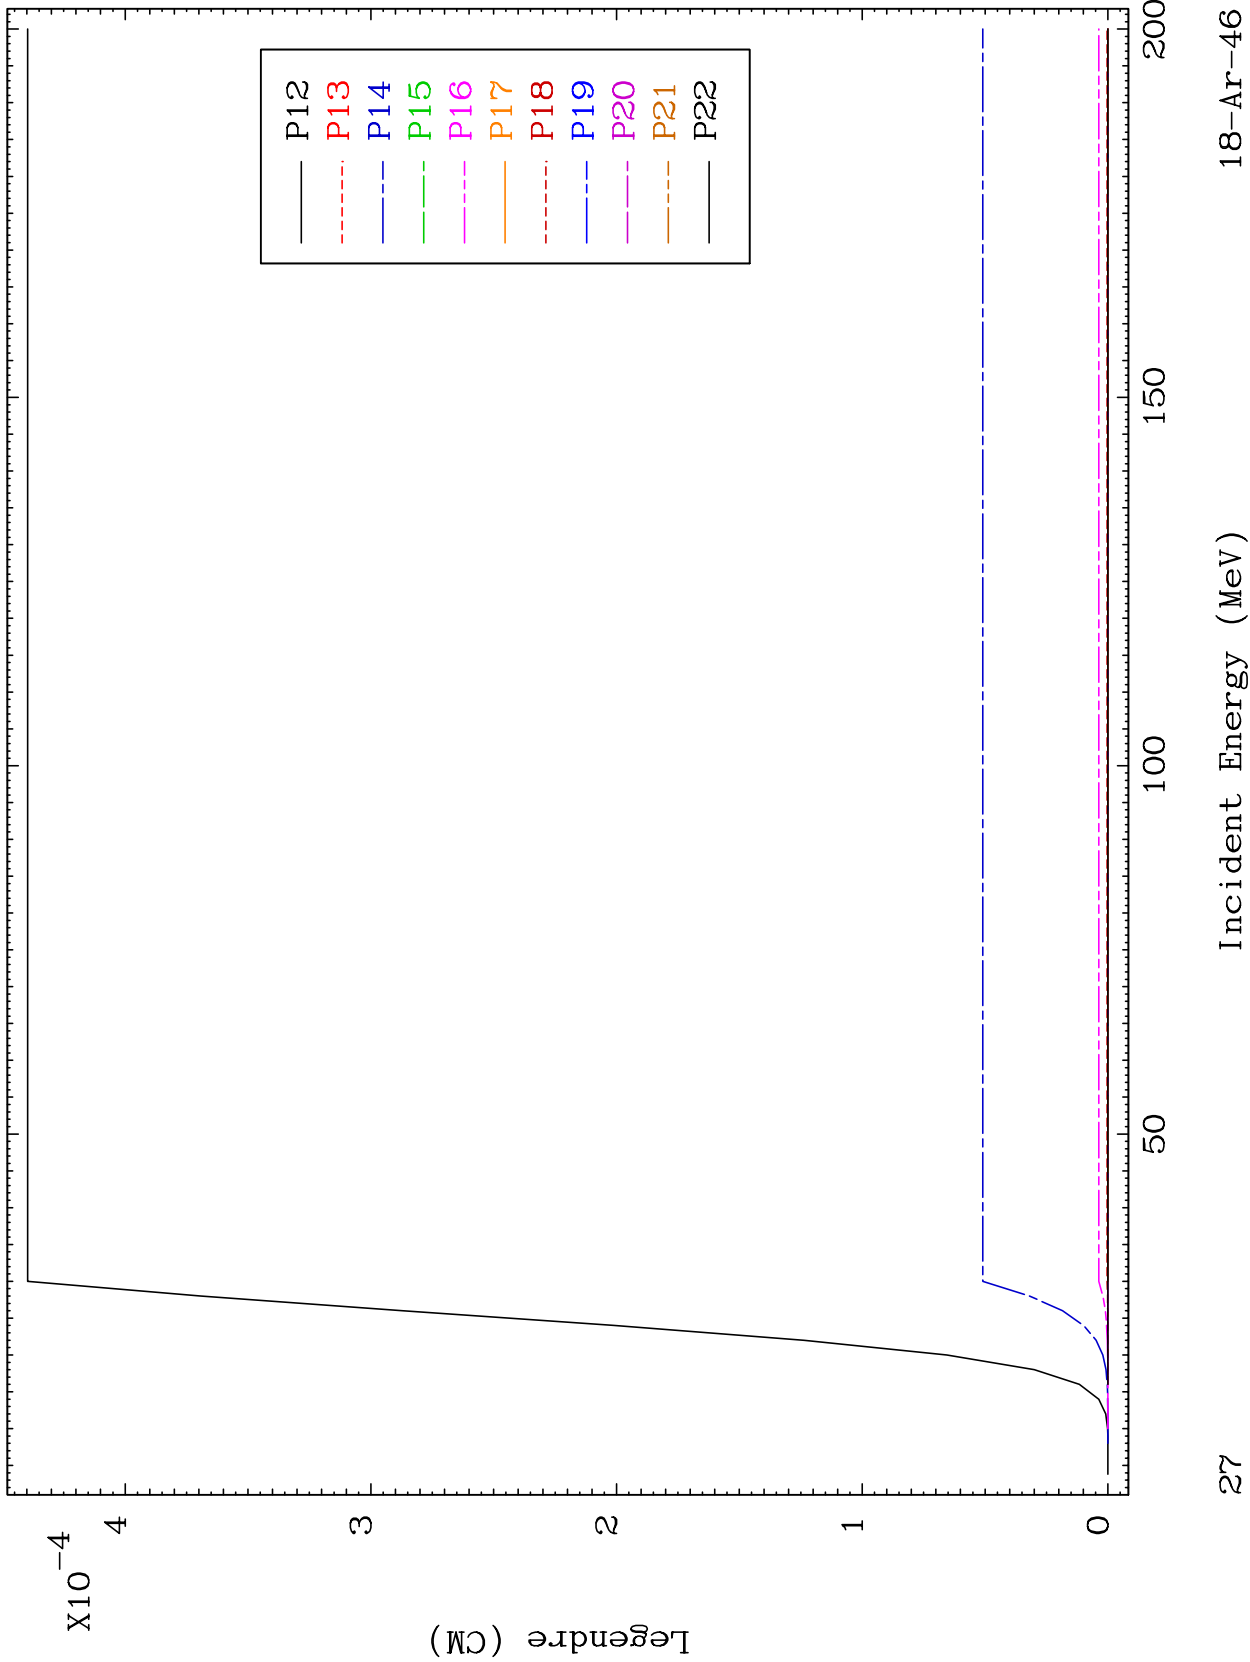 X10-4
4
3
2
1
0
Legendre (CM)
P12
P13
P14
P15
P16
P17
P18
P19
P20
P21
P22
50
100
150
200
Incident Energy (MeV)
27
18-Ar-46